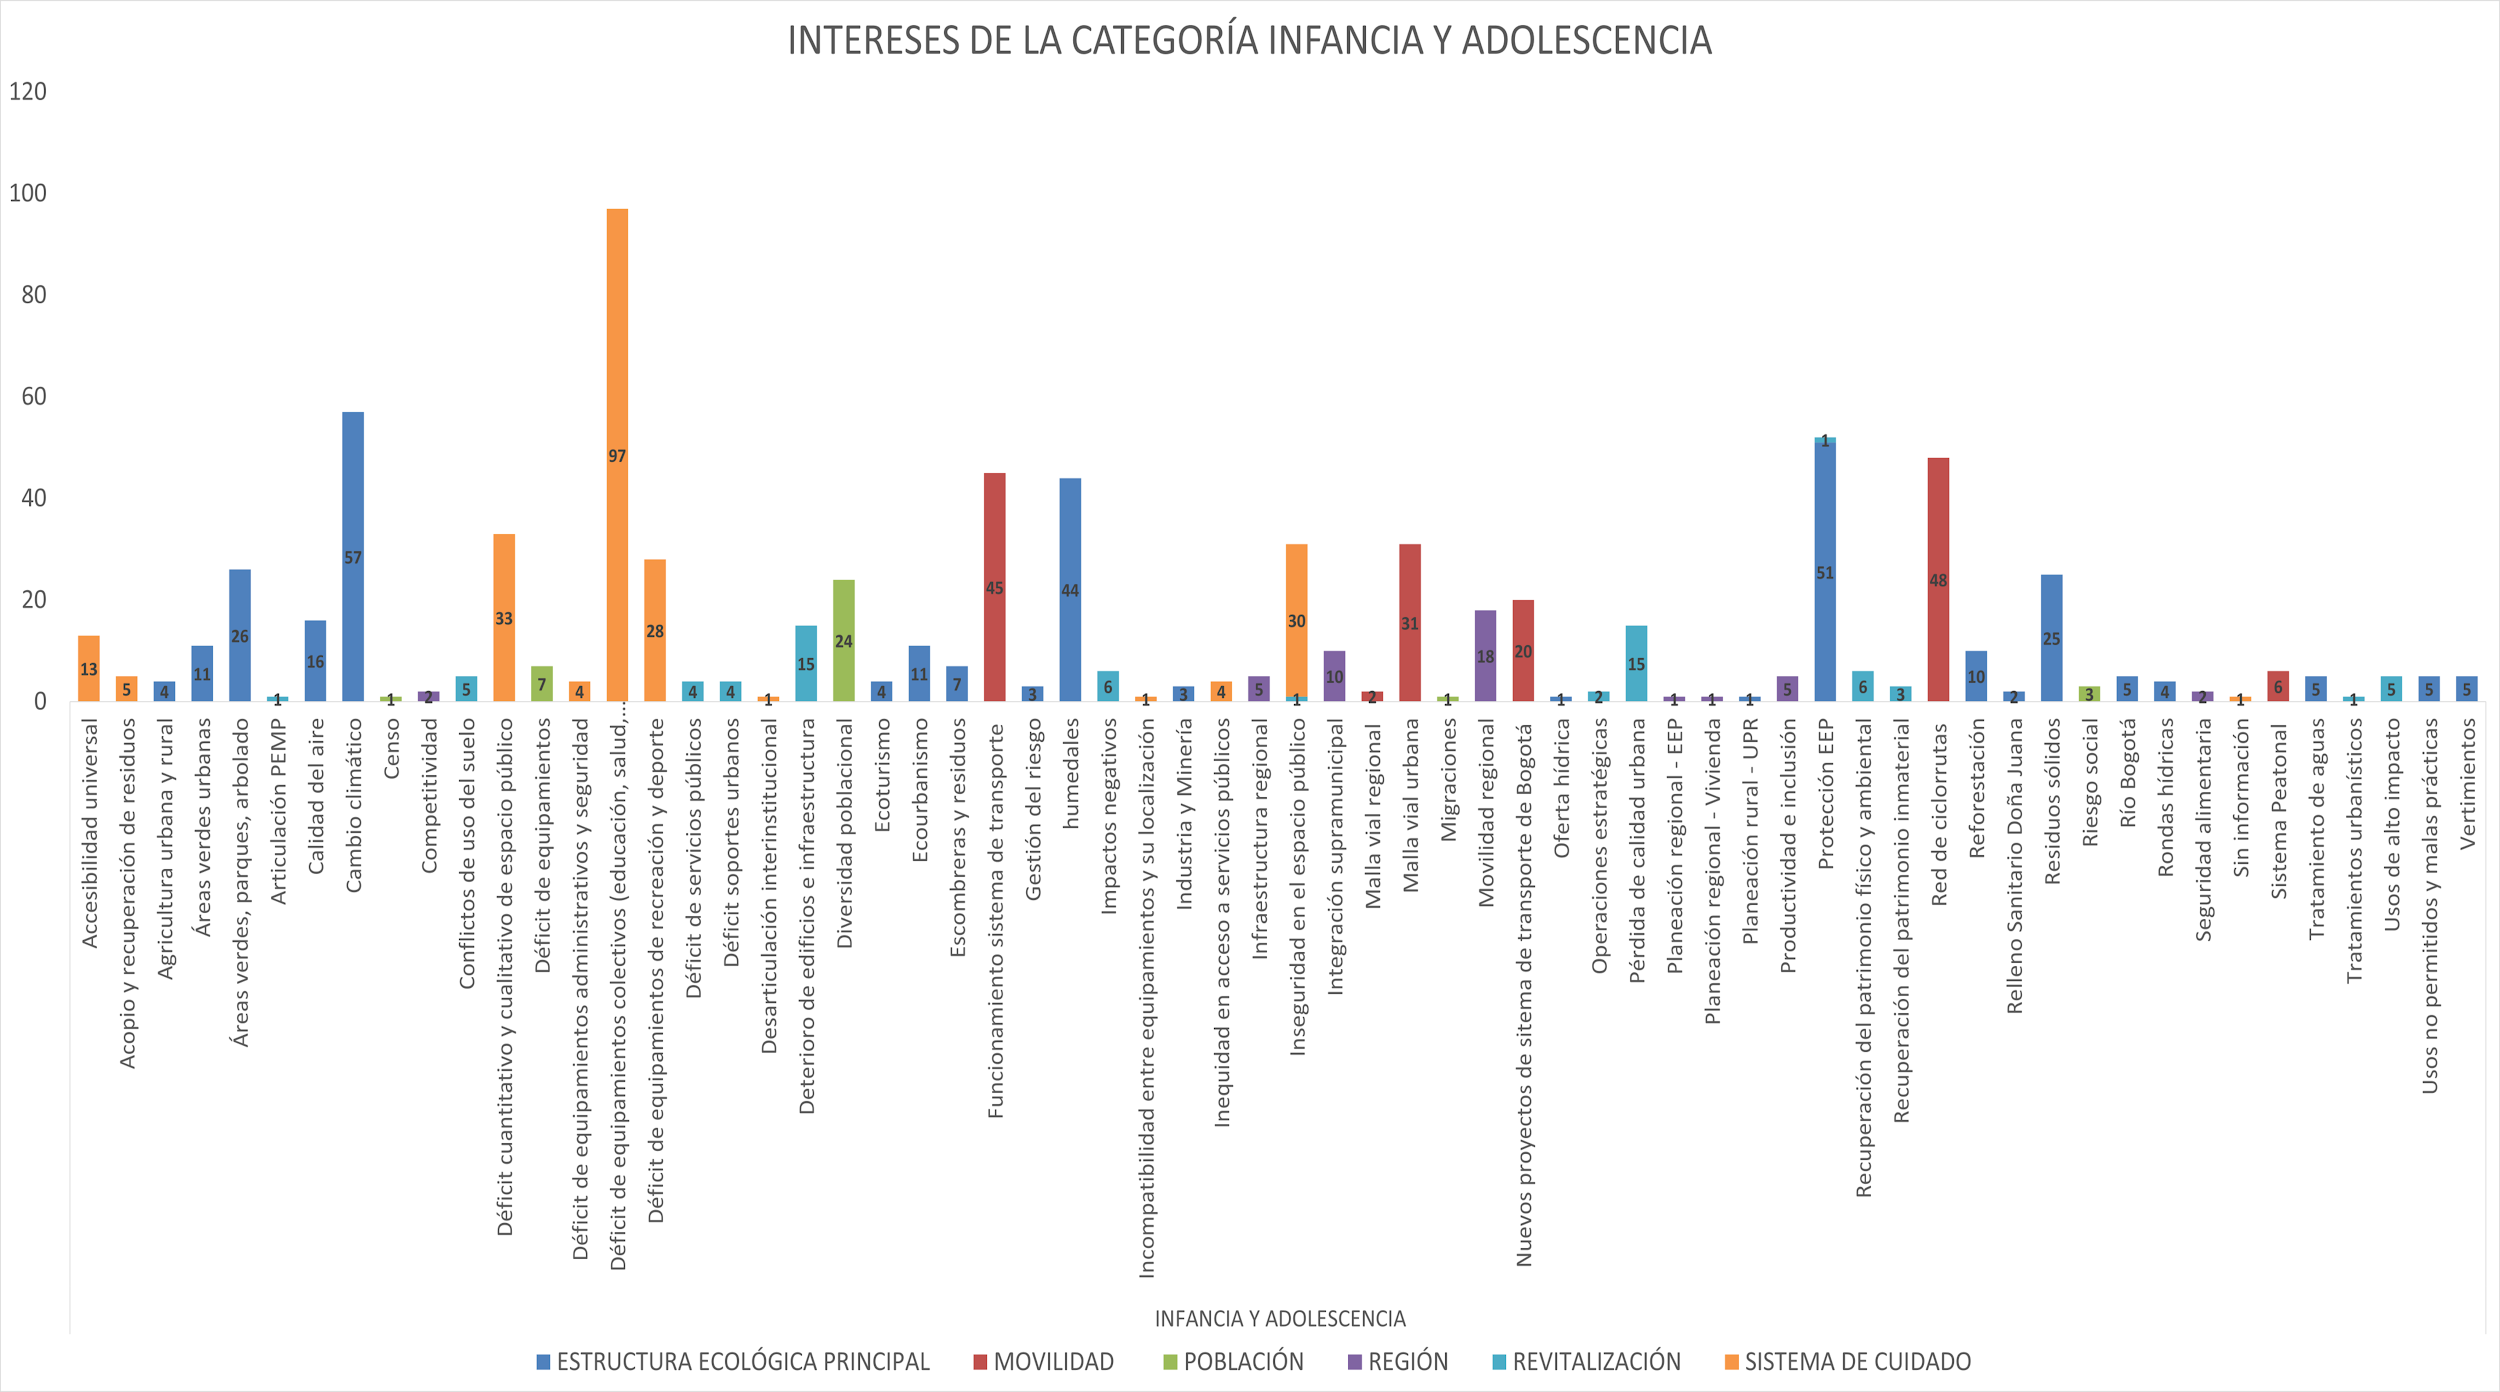 INTERESES DE LA CATEGORÍA INFANCIA Y ADOLESCENCIA
120
100
80
60
40
20
0
13
5
4
11
26
1
16
57
1
2
5
33
7
4
97
28
4
4
1
15
24
4
11
7
45
3
44
6
1
3
4
5
30
1
10
2
31
1
18
20
1
2
15
1
1
1
5
1
51
6
3
48
10
2
25
3
5
4
2
1
6
5
1
5
5
5
Accesibilidad universal
Acopio y recuperación de residuos
Agricultura urbana y rural
Áreas verdes urbanas
Áreas verdes, parques, arbolado
Articulación PEMP
Calidad del aire
Cambio climático
Censo
Competitividad
Conflictos de uso del suelo
Déficit cuantitativo y cualitativo de espacio público
Déficit de equipamientos
Déficit de equipamientos administrativos y seguridad
Déficit de equipamientos colectivos (educación, salud,...
Déficit de equipamientos de recreación y deporte
Déficit de servicios públicos
Déficit soportes urbanos
Desarticulación interinstitucional
Deterioro de edificios e infraestructura
Diversidad poblacional
Ecoturismo
Ecourbanismo
Escombreras y residuos
Funcionamiento sistema de transporte
Gestión del riesgo
humedales
Impactos negativos
Incompatibilidad entre equipamientos y su localización
Industria y Minería
Inequidad en acceso a servicios públicos
Infraestructura regional
Inseguridad en el espacio público
Integración supramunicipal
Malla vial regional
Malla vial urbana
Migraciones
Movilidad regional
Nuevos proyectos de sitema de transporte de Bogotá
Oferta hídrica
Operaciones estratégicas
Pérdida de calidad urbana
Planeación regional - EEP
Planeación regional - Vivienda
Planeación rural - UPR
Productividad e inclusión
Protección EEP
Recuperación del patrimonio físico y ambiental
Recuperación del patrimonio inmaterial
Red de ciclorrutas
Reforestación
Relleno Sanitario Doña Juana
Residuos sólidos
Riesgo social
Río Bogotá
Rondas hídricas
Seguridad alimentaria
Sin información
Sistema Peatonal
Tratamiento de aguas
Tratamientos urbanísticos
Usos de alto impacto
Usos no permitidos y malas prácticas
Vertimientos
INFANCIA Y ADOLESCENCIA
ESTRUCTURA ECOLÓGICA PRINCIPAL
MOVILIDAD
POBLACIÓN
REGIÓN
REVITALIZACIÓN
SISTEMA DE CUIDADO